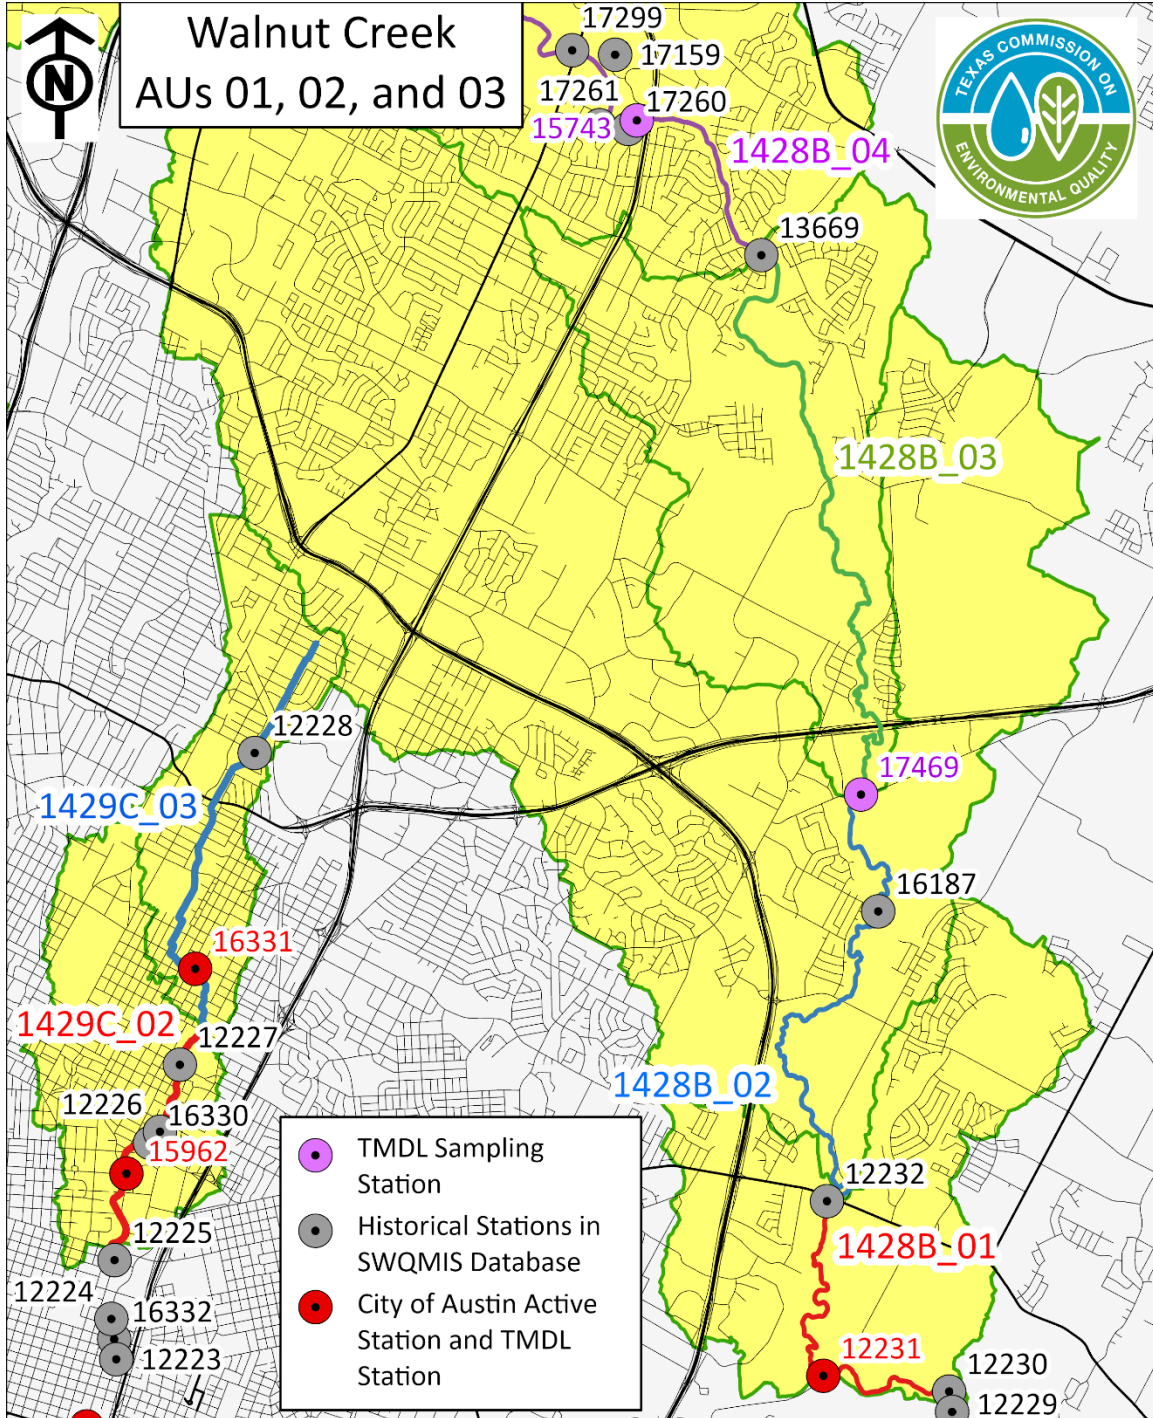 Walnut Creek
AUs 01, 02, and 03
TEXAS COMMISSION ON
ENVIRONMENTAL QUALITY
N
17299
17159
17261
17260
15743
1428B_04
13669
1428B_03
12228
17469
1429C_03
16187
16331
1429C_02
12227
1428B_02
12226
16330
15962
12232
12225
1428B_01
12224
16332
12223
12231
12230
12229
TMDL Sampling
Station
Historical Stations in
SWQMIS Database
City of Austin Active
Station and TMDL
Station